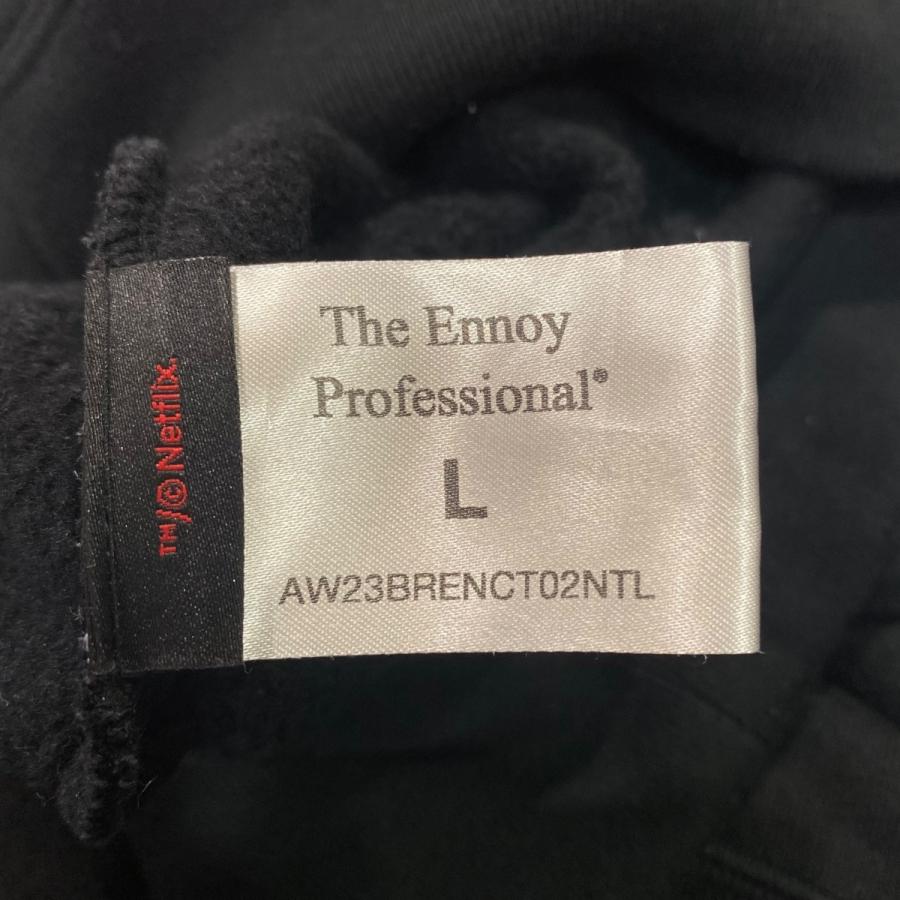 The Ennoy
Professional®
L
AW23BRENCT02NTL
™/© Netflix.